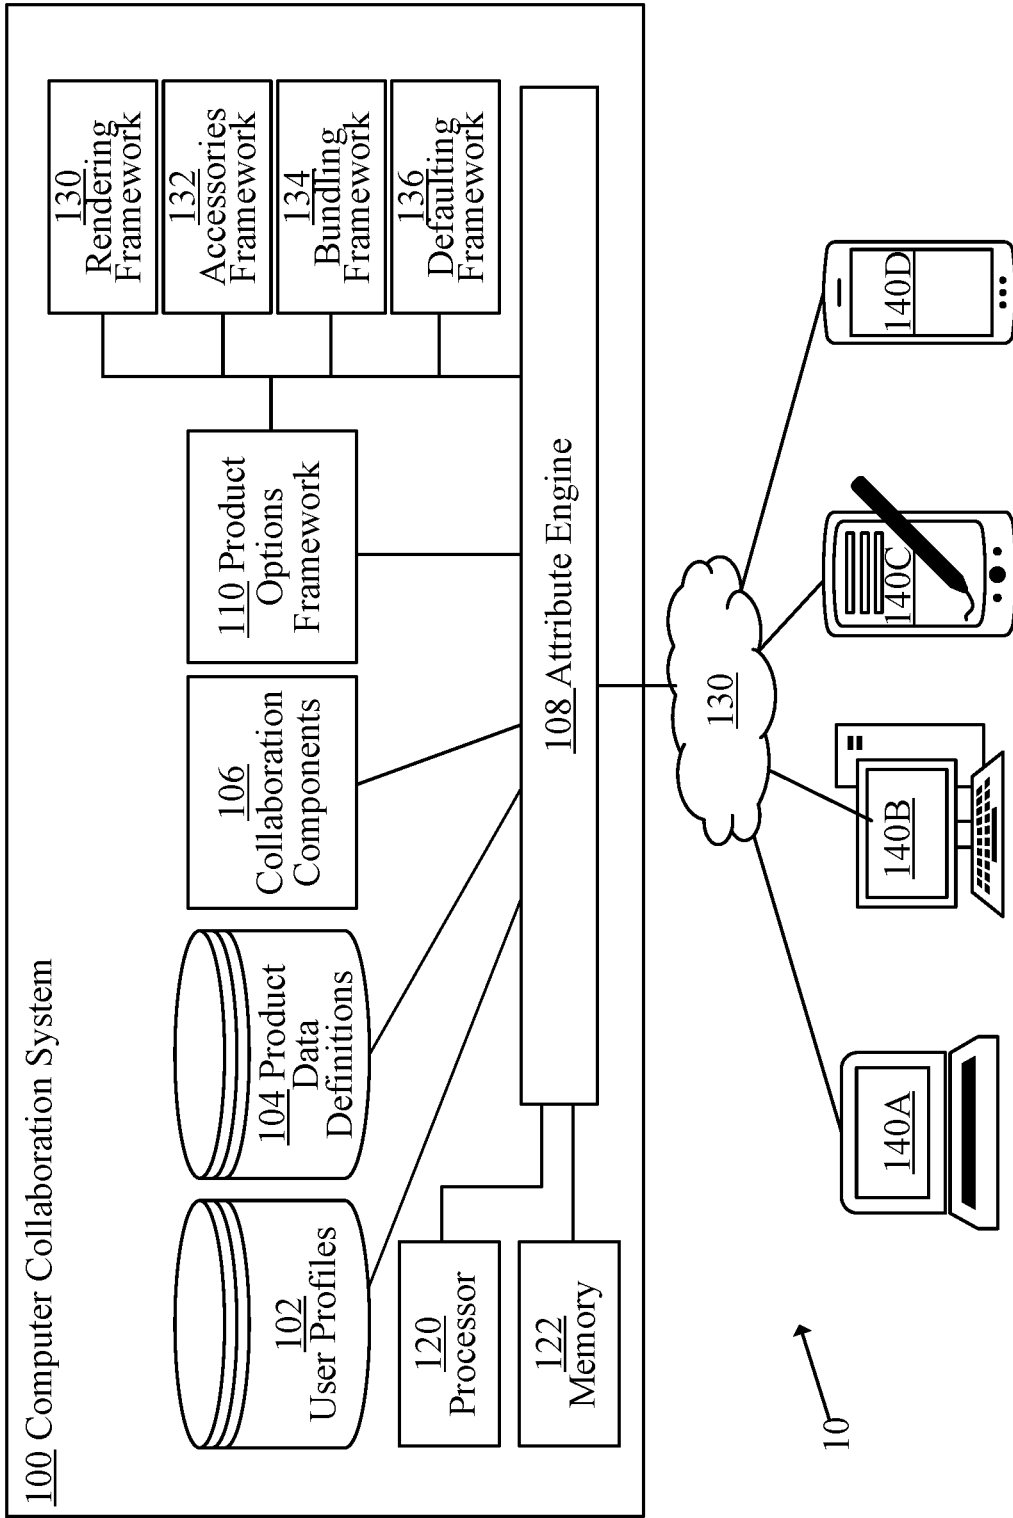 100 Computer Collaboration System
102
User Profiles
104 Product
Data
Definitions
106
Collaboration
Components
110 Product
Options
Framework
130
Rendering
Framework
132
Accessories
Framework
134
Bundling
Framework
136
Defaulting
Framework
120
Processor
122
Memory
108 Attribute Engine
130
140A
140B
140C
140D
10